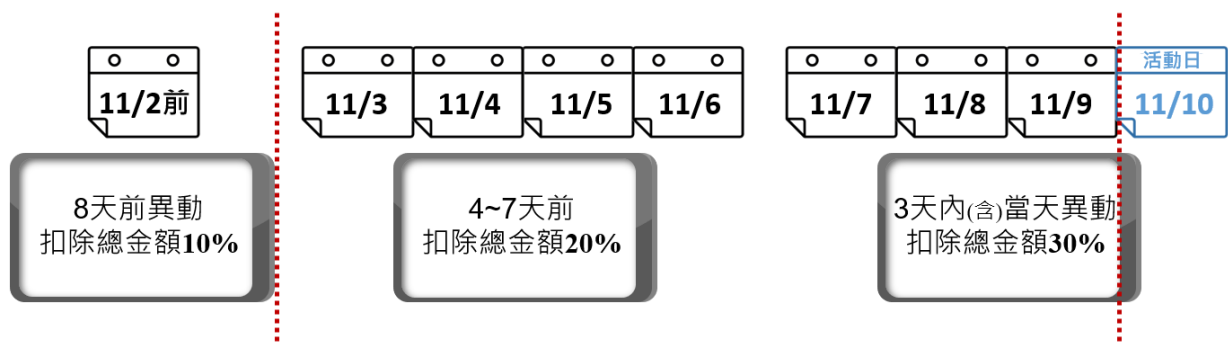 11/2前
11/3
11/4
11/5
11/6
11/7
11/8
11/9
活動日
11/10
8天前異動
扣除總金額10%
4~7天前
扣除總金額20%
3天內(含)當天異動
扣除總金額30%